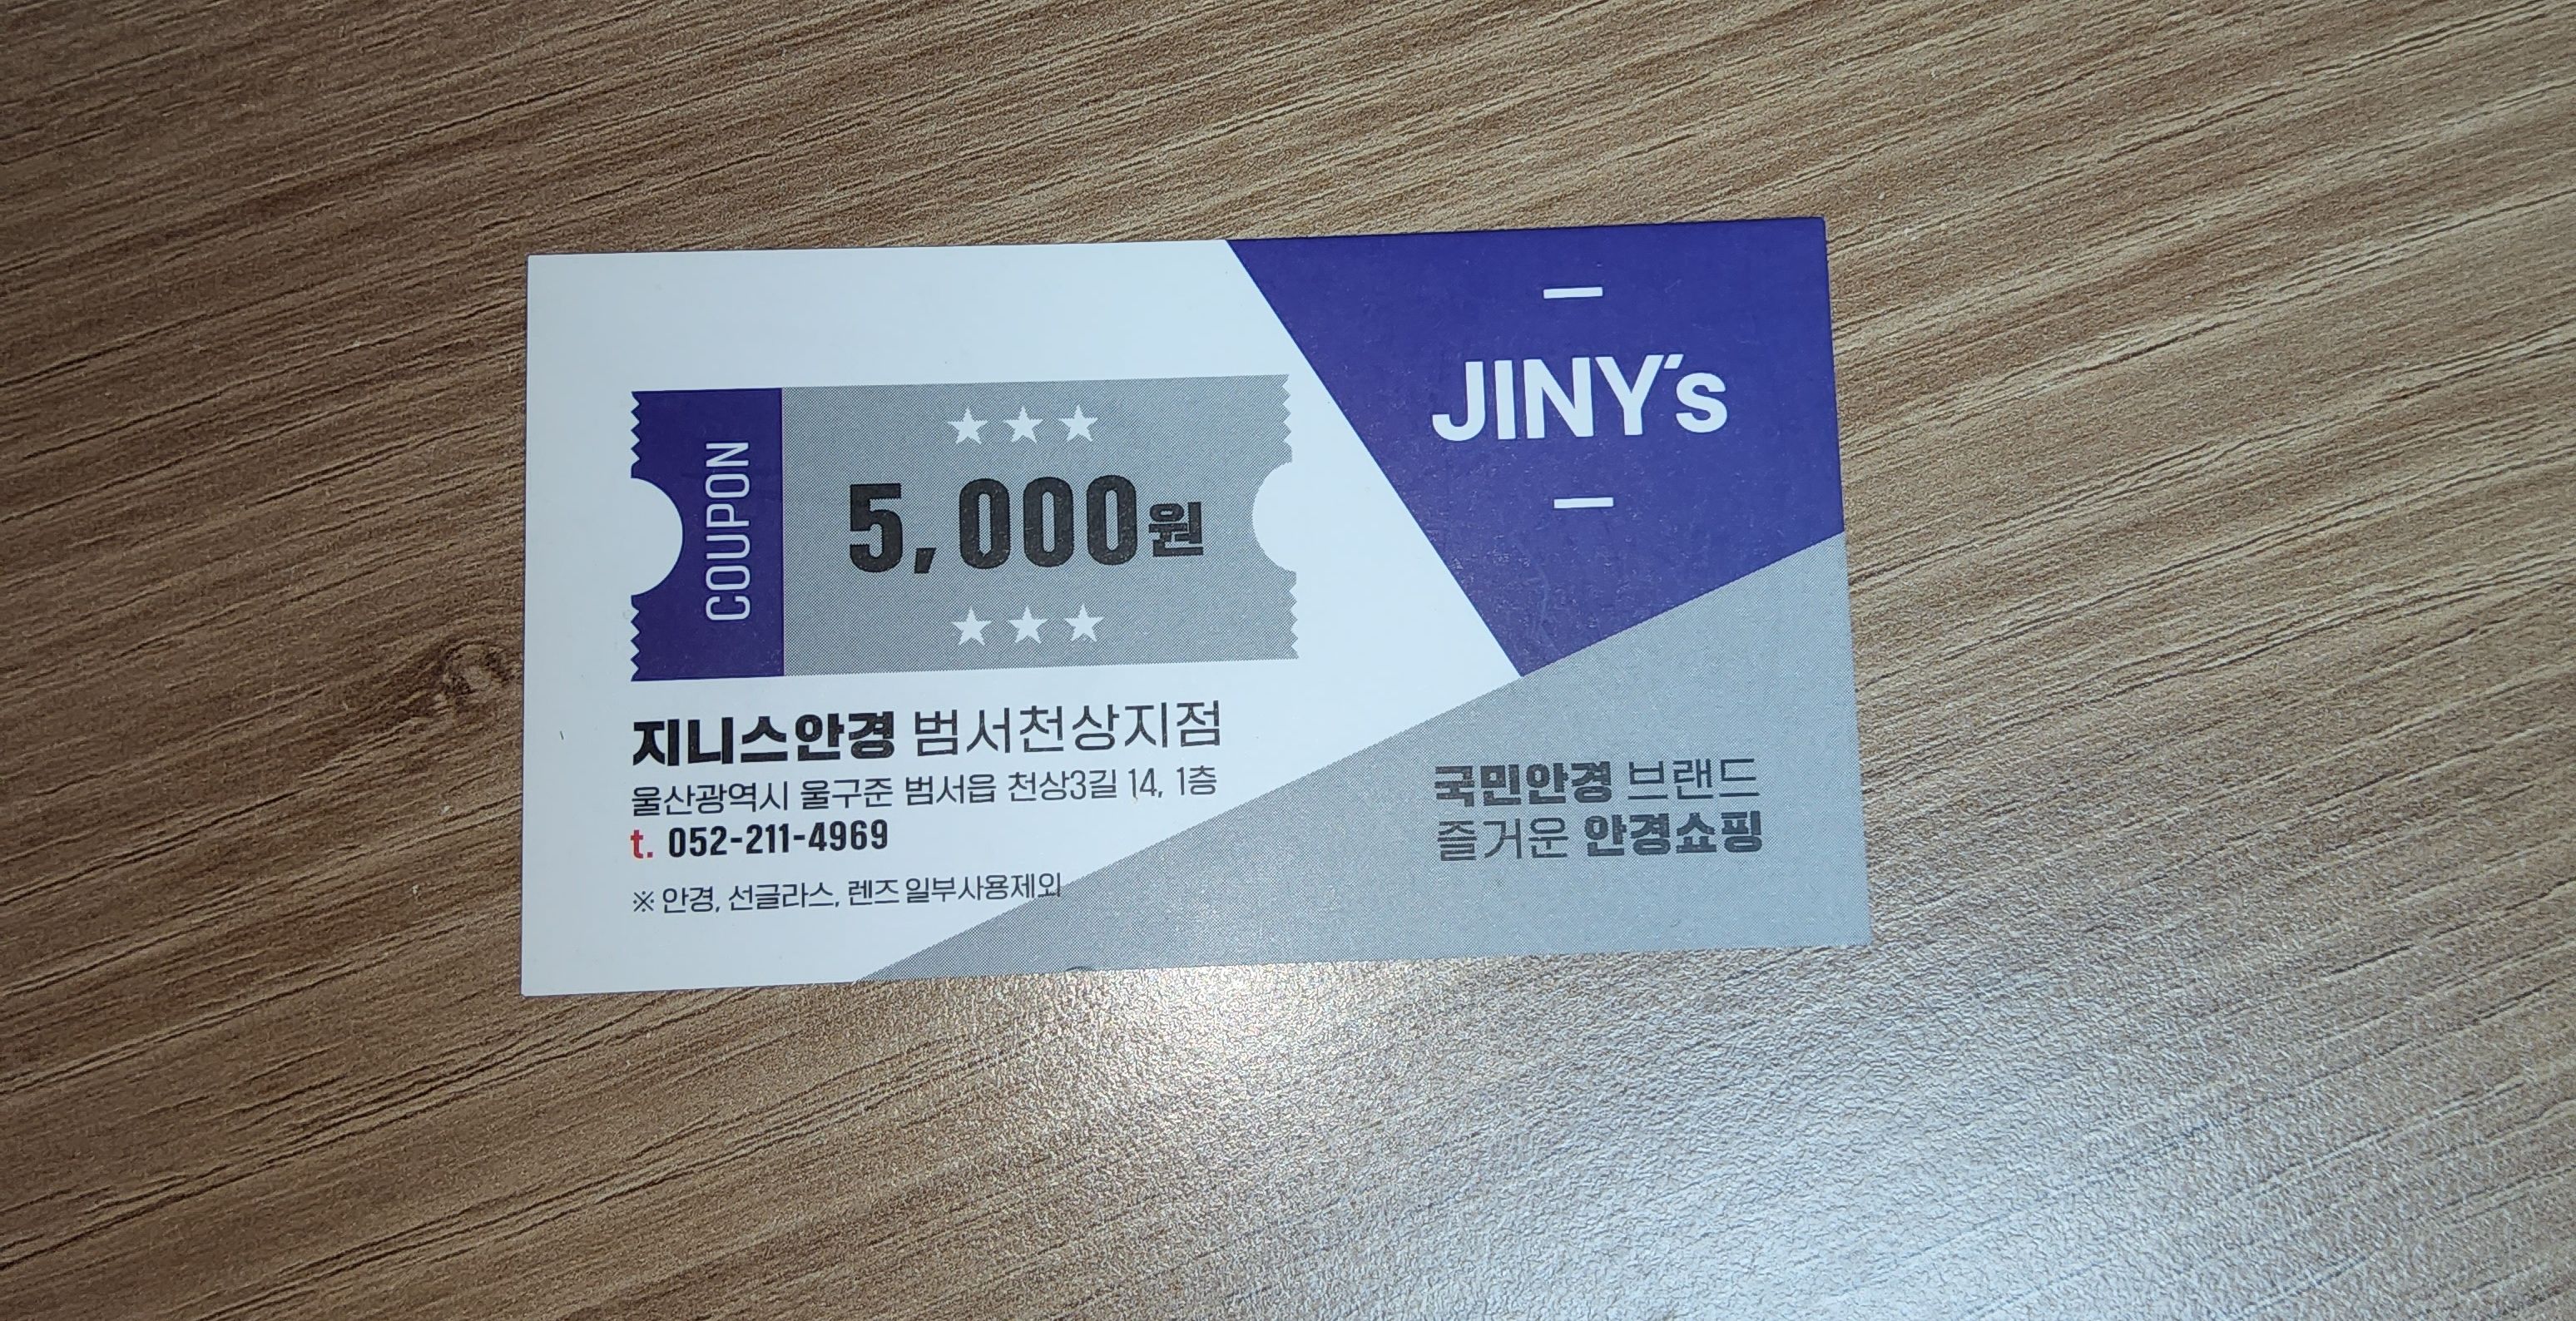 COUPON
5,000원
지니스안경 범서천상지점
울산광역시 울구준 범서읍 천상3길 14, 1층
t. 052-211-4969
※ 안경, 선글라스, 렌즈 일부사용제외
JINY's
국민안경 브랜드
즐거운 안경쇼핑